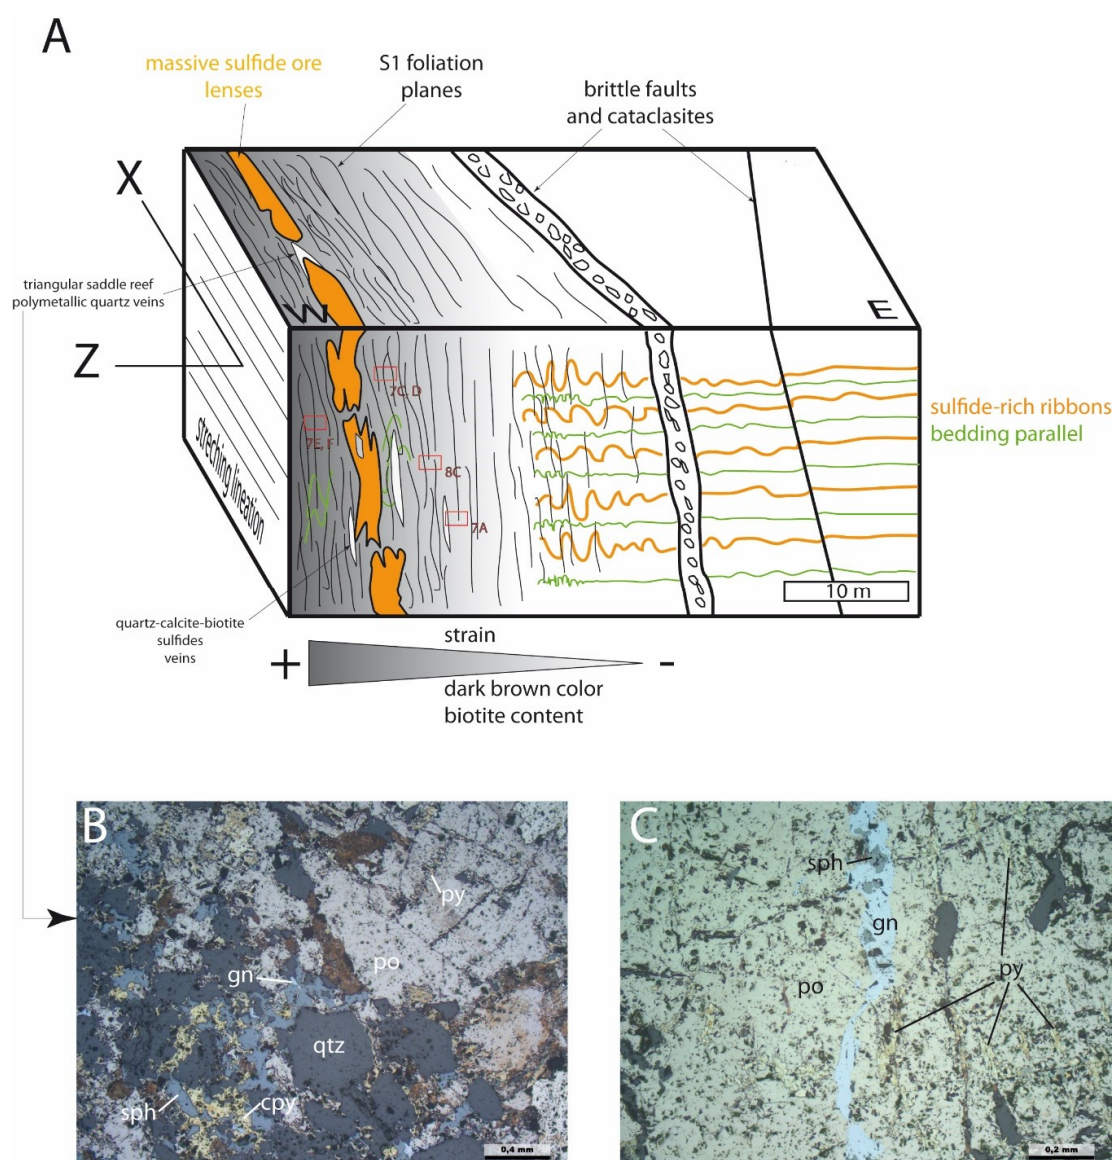 A
massive sulfide ore
lenses
S1 foliation
planes
brittle faults
and cataclasites
X
triangular saddle reef
polymetallic quartz veins
W
E
Z
7C, D
sulfide-rich ribbons
bedding parallel
7E, F
8C
streching lineation
7A
10 m
quartz-calcite-biotite
sulfides
veins
strain
+
-
dark brown color
biotite content
B
py
gn
po
qtz
sph
cpy
0,4 mm
C
sph
gn
po
py
0,2 mm